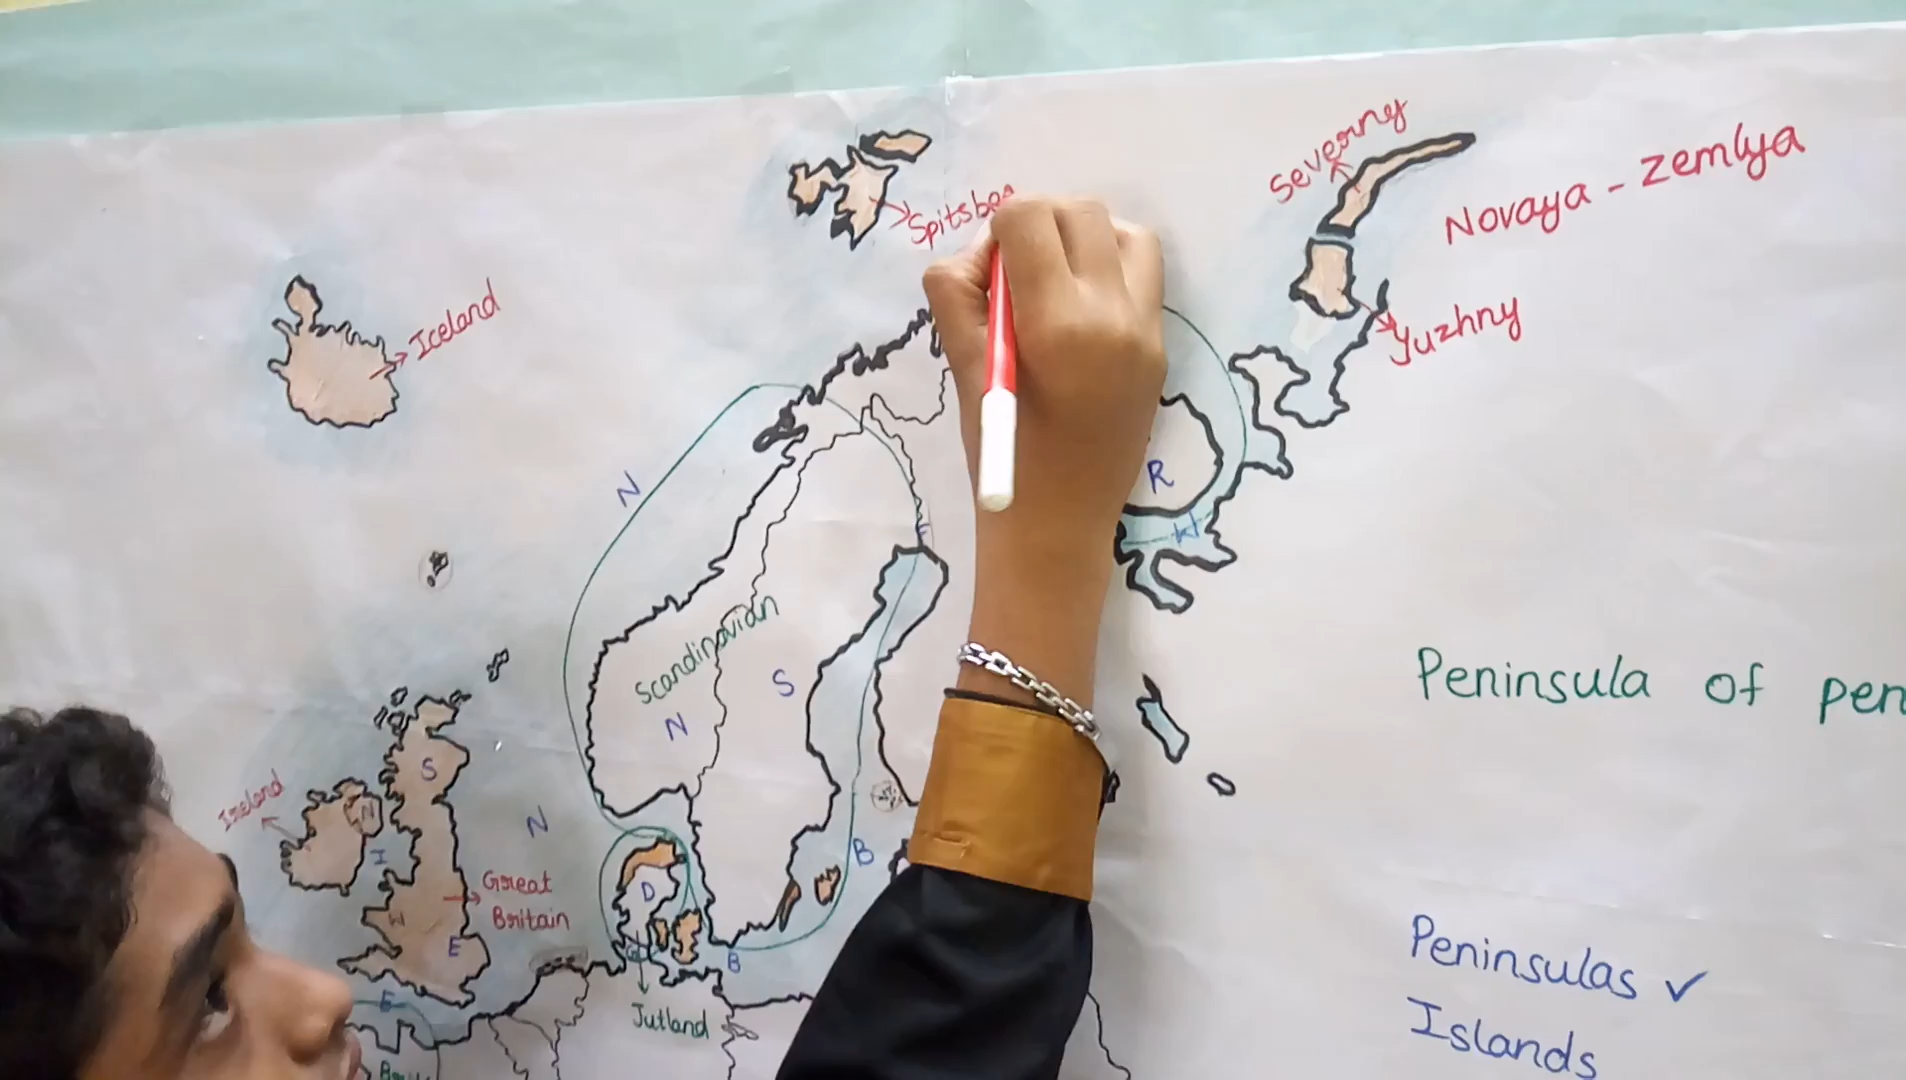 Severny
Novaya - Zemlya
Spitsbe
Iceland
Yuzhny
N
R
W
F
Scandinavian
S
N
Peninsula of pen
S
Ireland
N
N
I
B
Great
Britain
D
W
E
Peninsulas ✓
B
E
Jutland
Islands